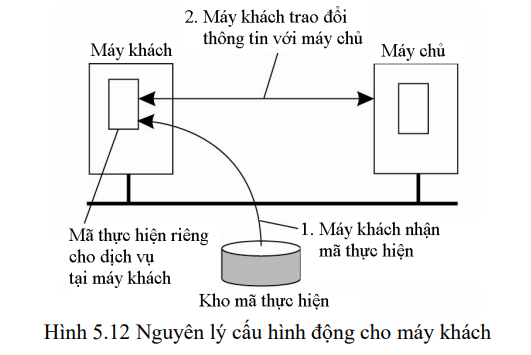 2. Máy khách trao đổi
thông tin với máy chủ
Máy khách
Máy chủ
Mã thực hiện riêng
cho dịch vụ
tại máy khách
1. Máy khách nhận
mã thực hiện
Kho mã thực hiện
Hình 5.12 Nguyên lý cấu hình động cho máy khách